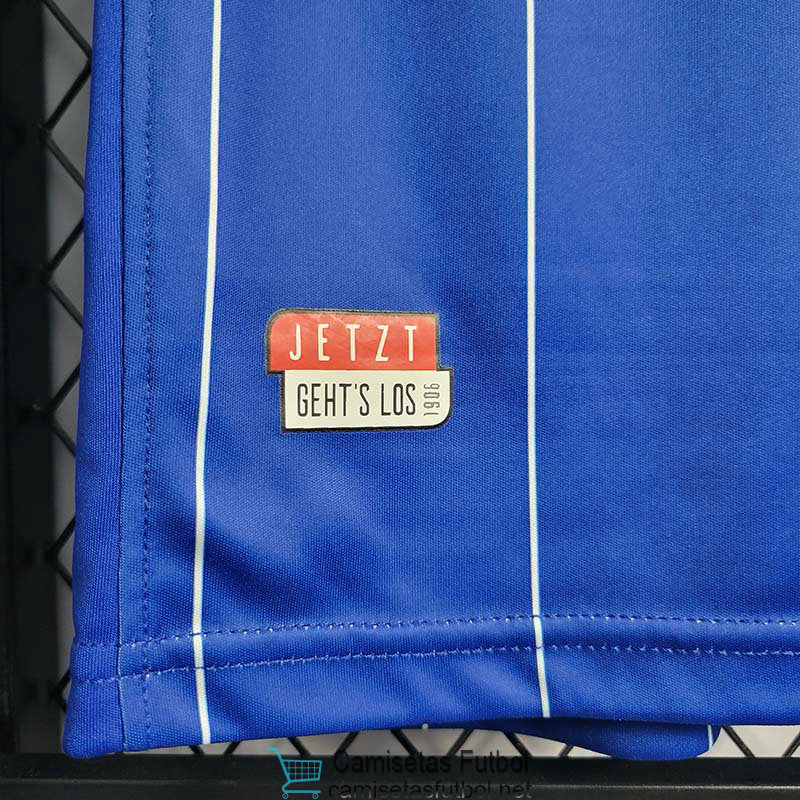 JETZT
GEHT'S LOS
1906
Camisetas Futbol
camisetasfutbol.net